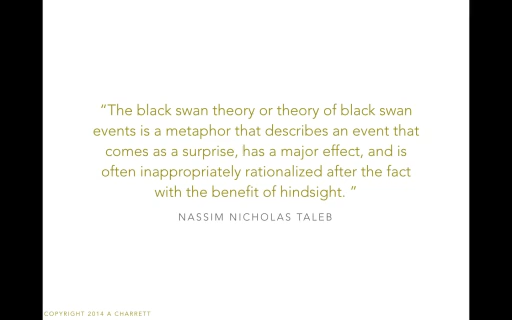 “The black swan theory or theory of black swan
events is a metaphor that describes an event that
comes as a surprise, has a major effect, and is
often inappropriately rationalized after the fact
with the benefit of hindsight. ”
NASSIM NICHOLAS TALEB
COPYRIGHT 2014 A CHARRETT